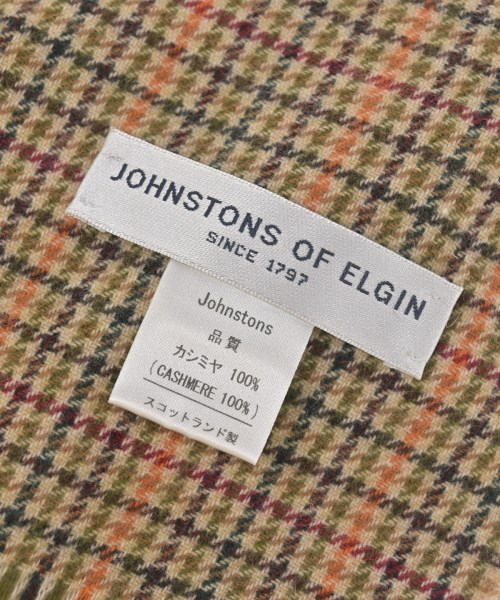 JOHNSTONS OF ELGIN
SINCE 1797
Johnstons
品質
カシミヤ 100%
(CASHMERE 100%)
スコットランド製